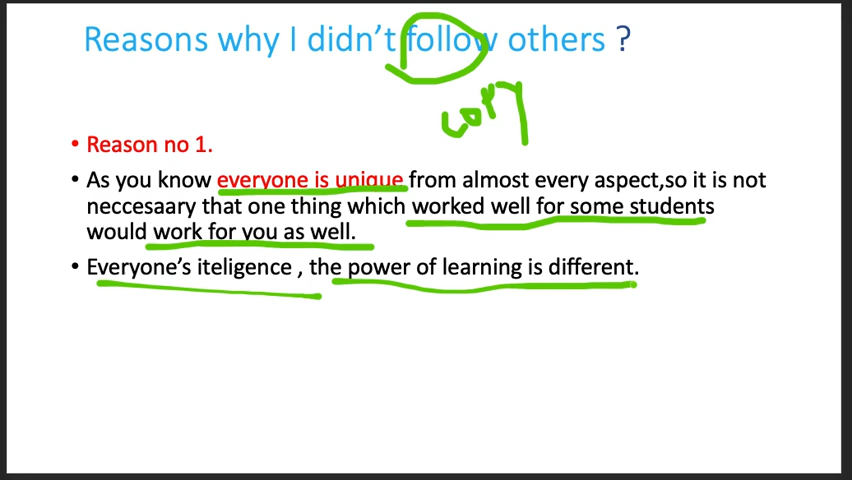 Reasons why I didn't follow others ?
copy
• Reason no 1.
• As you know everyone is unique from almost every aspect,so it is not
neccesaary that one thing which worked well for some students
would work for you as well.
• Everyone's iteligence , the power of learning is different.